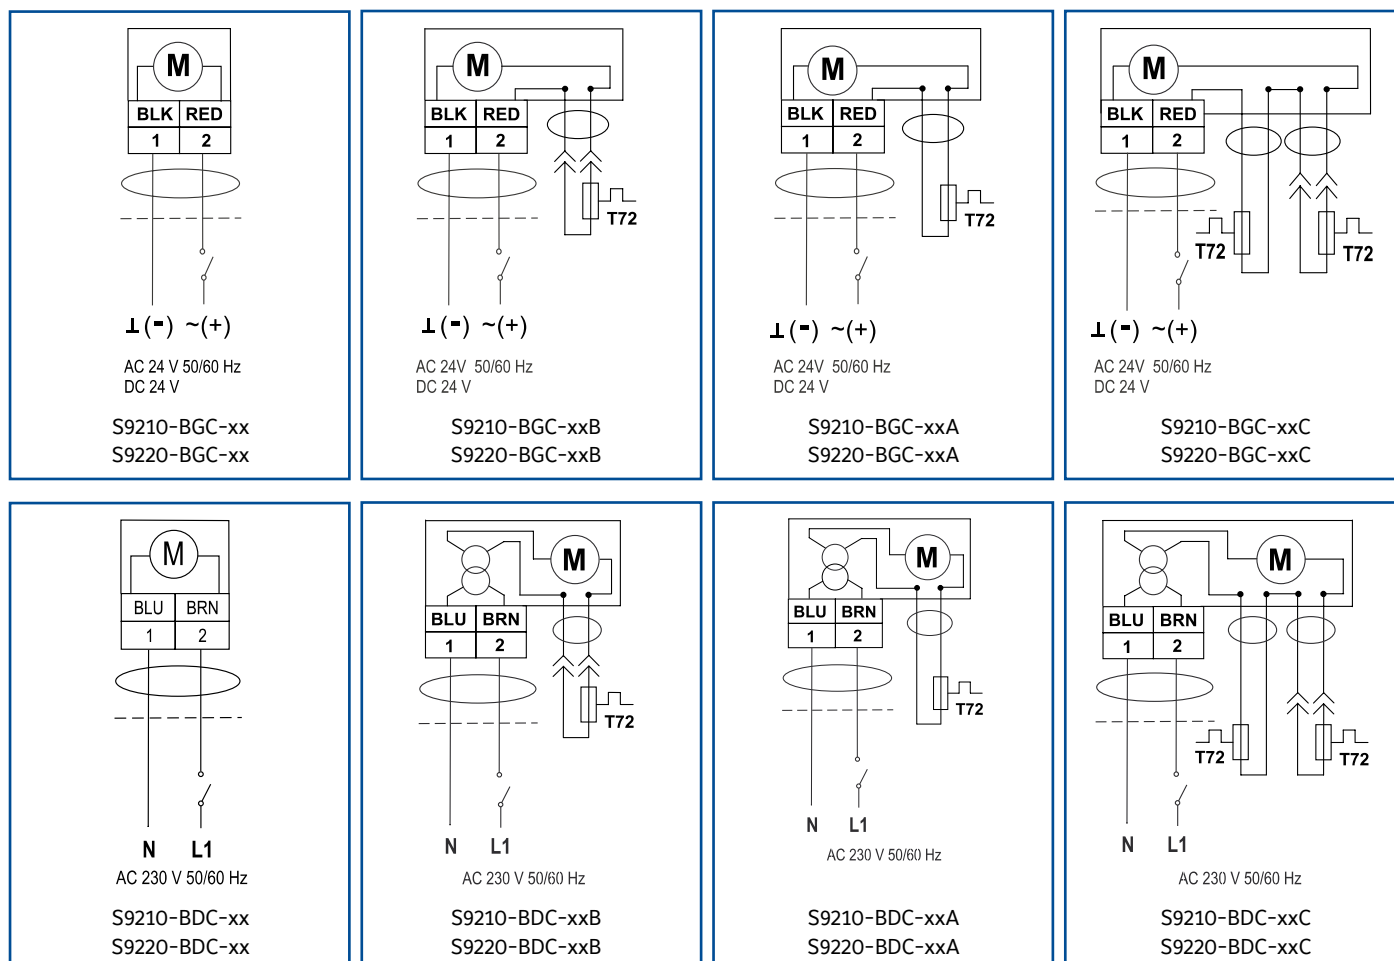 M
BLK RED
1 2
⊥(-) ~(+)
AC 24 V 50/60 Hz
DC 24 V
S9210-BGC-xx
S9220-BGC-xx
M
BLK RED
1 2
T72
⊥(-) ~(+)
AC 24V 50/60 Hz
DC 24 V
S9210-BGC-xxB
S9220-BGC-xxB
M
BLK RED
1 2
T72
⊥(-) ~(+)
AC 24V 50/60 Hz
DC 24 V
S9210-BGC-xxA
S9220-BGC-xxA
M
BLK RED
1 2
T72 T72
⊥(-) ~(+)
AC 24V 50/60 Hz
DC 24 V
S9210-BGC-xxC
S9220-BGC-xxC
M
BLU BRN
1 2
N L1
AC 230 V 50/60 Hz
S9210-BDC-xx
S9220-BDC-xx
M
BLU BRN
1 2
T72
N L1
AC 230 V 50/60 Hz
S9210-BDC-xxB
S9220-BDC-xxB
M
BLU BRN
1 2
T72
N L1
AC 230 V 50/60 Hz
S9210-BDC-xxA
S9220-BDC-xxA
M
BLU BRN
1 2
T72 T72
N L1
AC 230 V 50/60 Hz
S9210-BDC-xxC
S9220-BDC-xxC